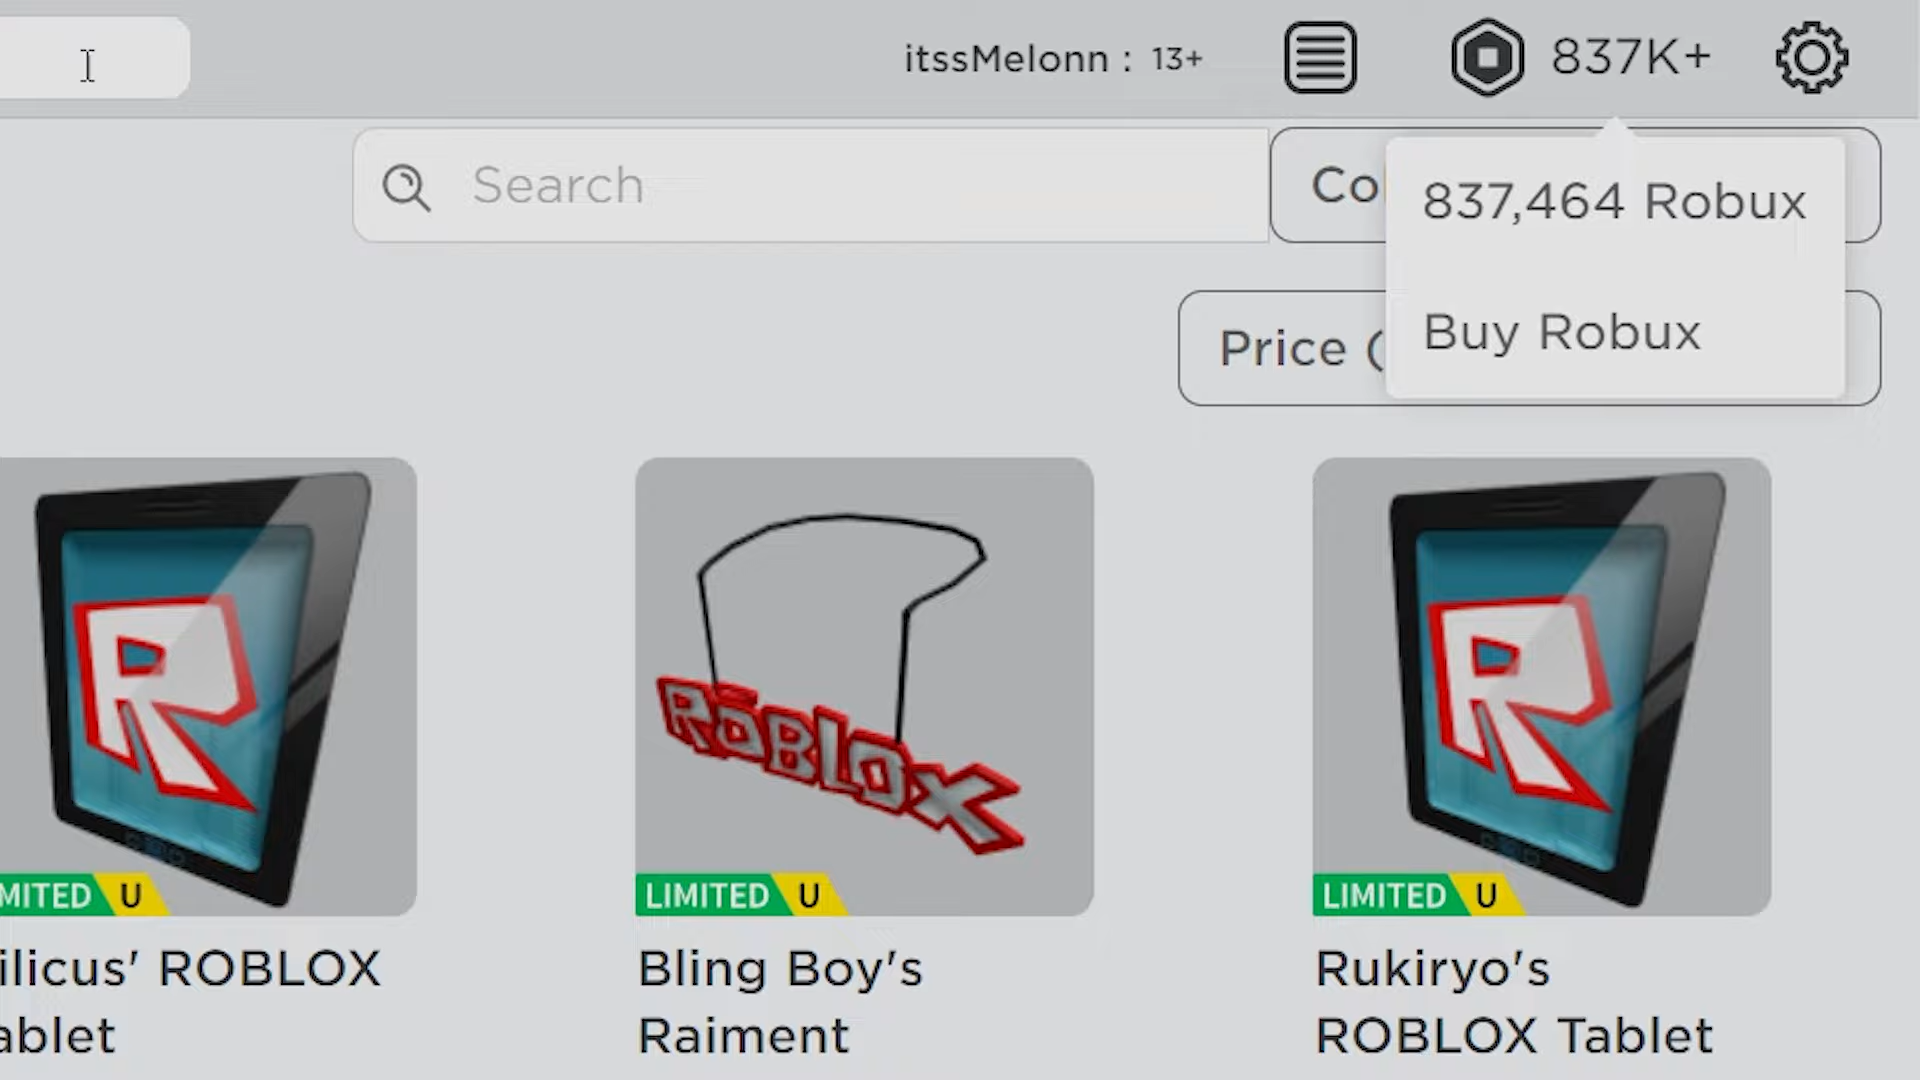 itssMelonn : 13+
837K+
Search
Co
837,464 Robux
Buy Robux
Price (
R
ROBLOX
R
MITED U
LIMITED U
LIMITED U
ilicus' ROBLOX
ablet
Bling Boy's
Raiment
Rukiryo's
ROBLOX Tablet